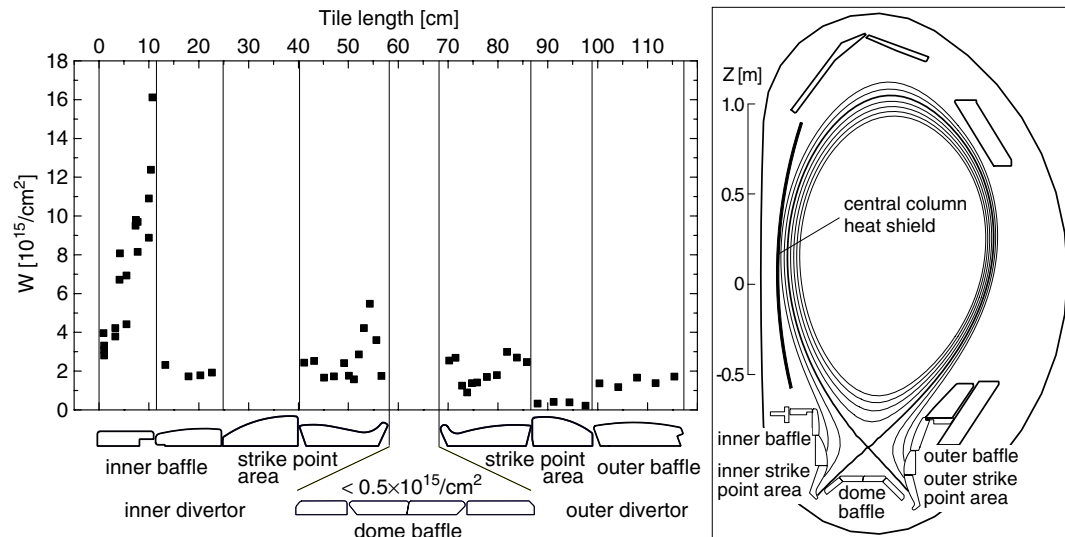 Tile length [cm]
0 10 20 30 40 50 60 70 80 90 100 110
18
16
14
12
10
8
6
4
2
0
W [10¹⁵/cm²]
inner baffle
strike point
area
strike point
area
outer baffle
inner divertor
< 0.5×10¹⁵/cm²
outer divertor
dome baffle
Z [m]
1.0
0.5
0
-0.5
central column
heat shield
inner baffle
inner strike
point area
dome
baffle
outer baffle
outer strike
point area